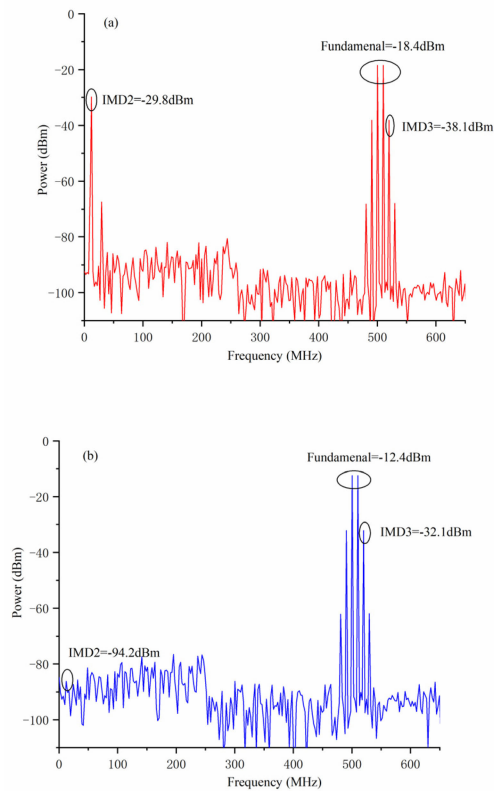 (a)
Fundamenal=-18.4dBm
IMD2=-29.8dBm
IMD3=-38.1dBm
Power (dBm)
0
−20
−40
−60
−80
−100
0 100 200 300 400 500 600
Frequency (MHz)
(b)
Fundamenal=-12.4dBm
IMD3=-32.1dBm
IMD2=-94.2dBm
Power (dBm)
0
−20
−40
−60
−80
−100
0 100 200 300 400 500 600
Frequency (MHz)